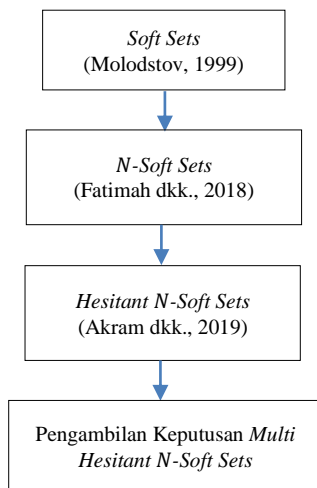 Soft Sets
(Molodstov, 1999)
N-Soft Sets
(Fatimah dkk., 2018)
Hesitant N-Soft Sets
(Akram dkk., 2019)
Pengambilan Keputusan Multi
Hesitant N-Soft Sets